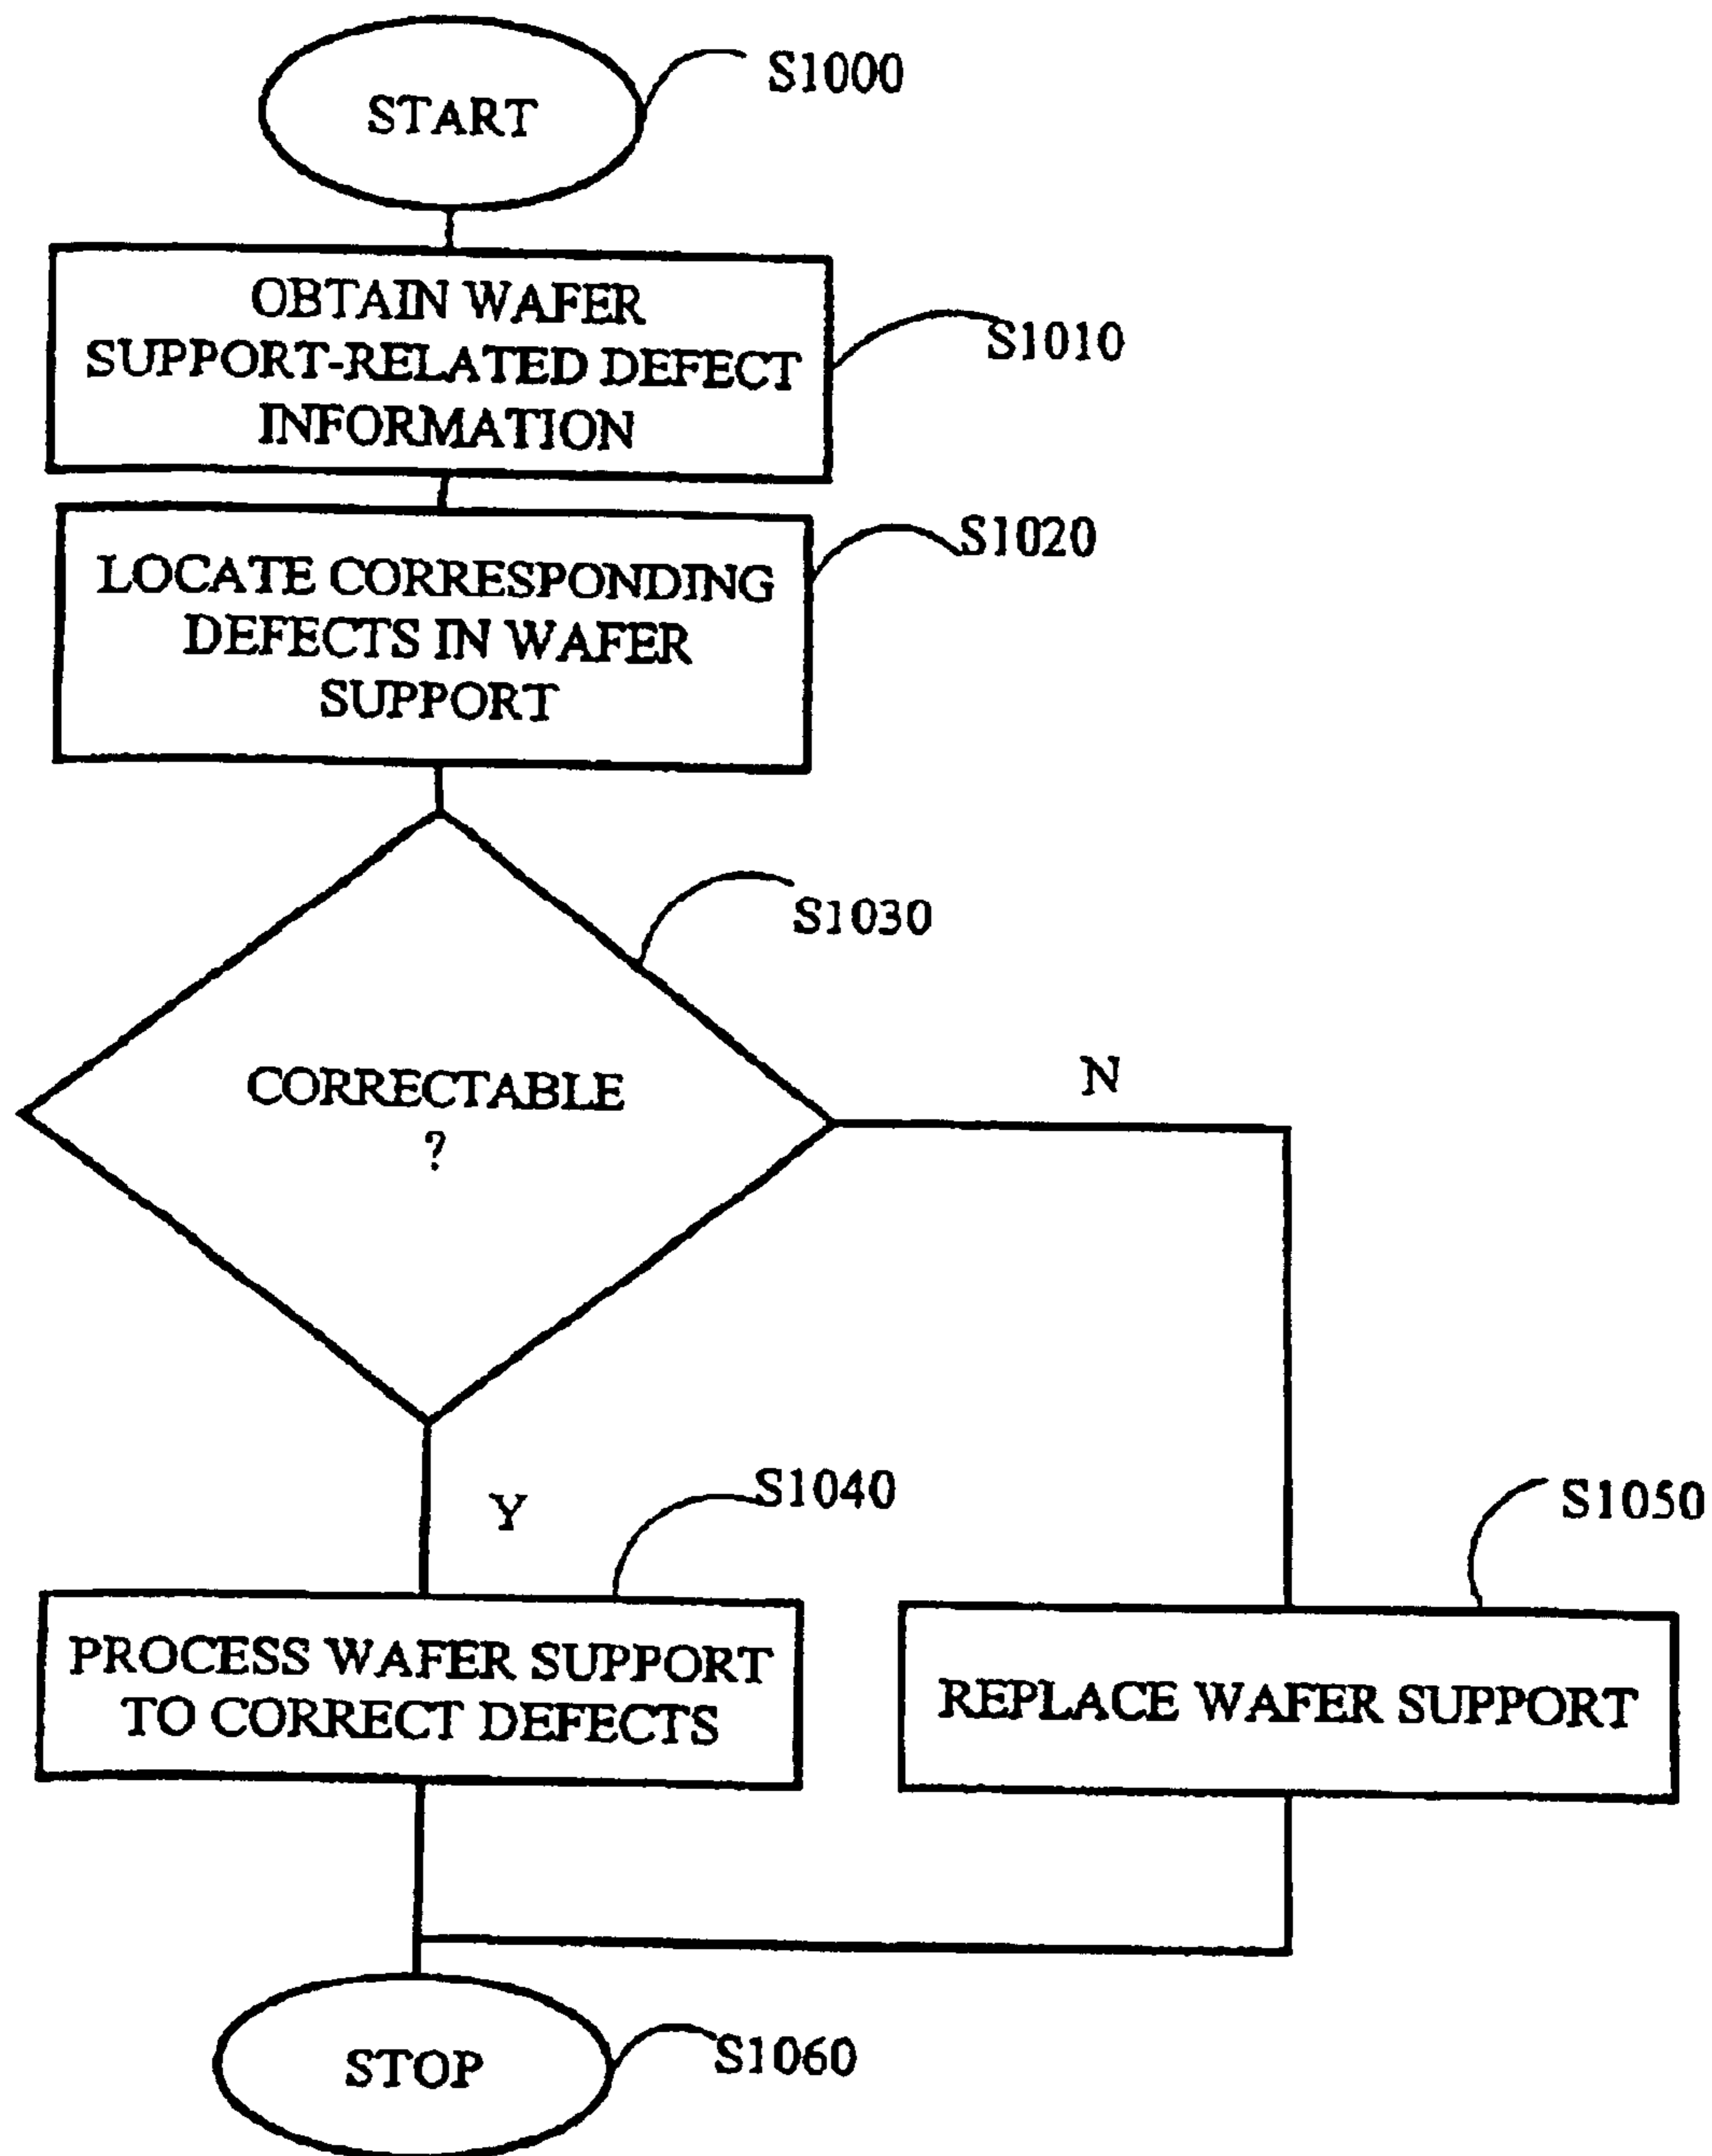 START
S1000
OBTAIN WAFER
SUPPORT-RELATED DEFECT
INFORMATION
S1010
LOCATE CORRESPONDING
DEFECTS IN WAFER
SUPPORT
S1020
CORRECTABLE
?
S1030
N
Y
S1040
PROCESS WAFER SUPPORT
TO CORRECT DEFECTS
S1050
REPLACE WAFER SUPPORT
STOP
S1060